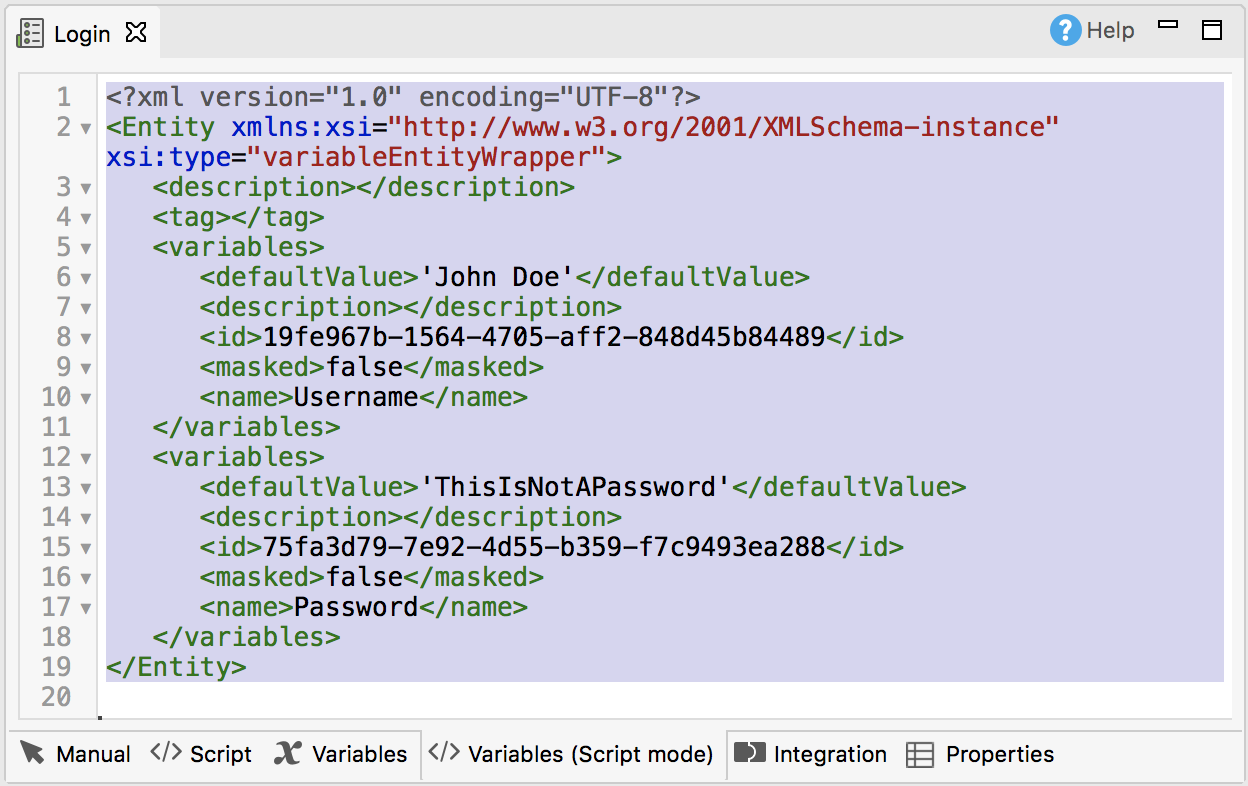 Login
Help
1 <?xml version="1.0" encoding="UTF-8"?>
2 <Entity xmlns:xsi="http://www.w3.org/2001/XMLSchema-instance"
xsi:type="variableEntityWrapper">
3 <description></description>
4 <tag></tag>
5 <variables>
6 <defaultValue>'John Doe'</defaultValue>
7 <description></description>
8 <id>19fe967b-1564-4705-aff2-848d45b84489</id>
9 <masked>false</masked>
10 <name>Username</name>
11 </variables>
12 <variables>
13 <defaultValue>'ThisIsNotAPassword'</defaultValue>
14 <description></description>
15 <id>75fa3d79-7e92-4d55-b359-f7c9493ea288</id>
16 <masked>false</masked>
17 <name>Password</name>
18 </variables>
19 </Entity>
20
Manual </> Script x Variables </> Variables (Script mode) Integration Properties